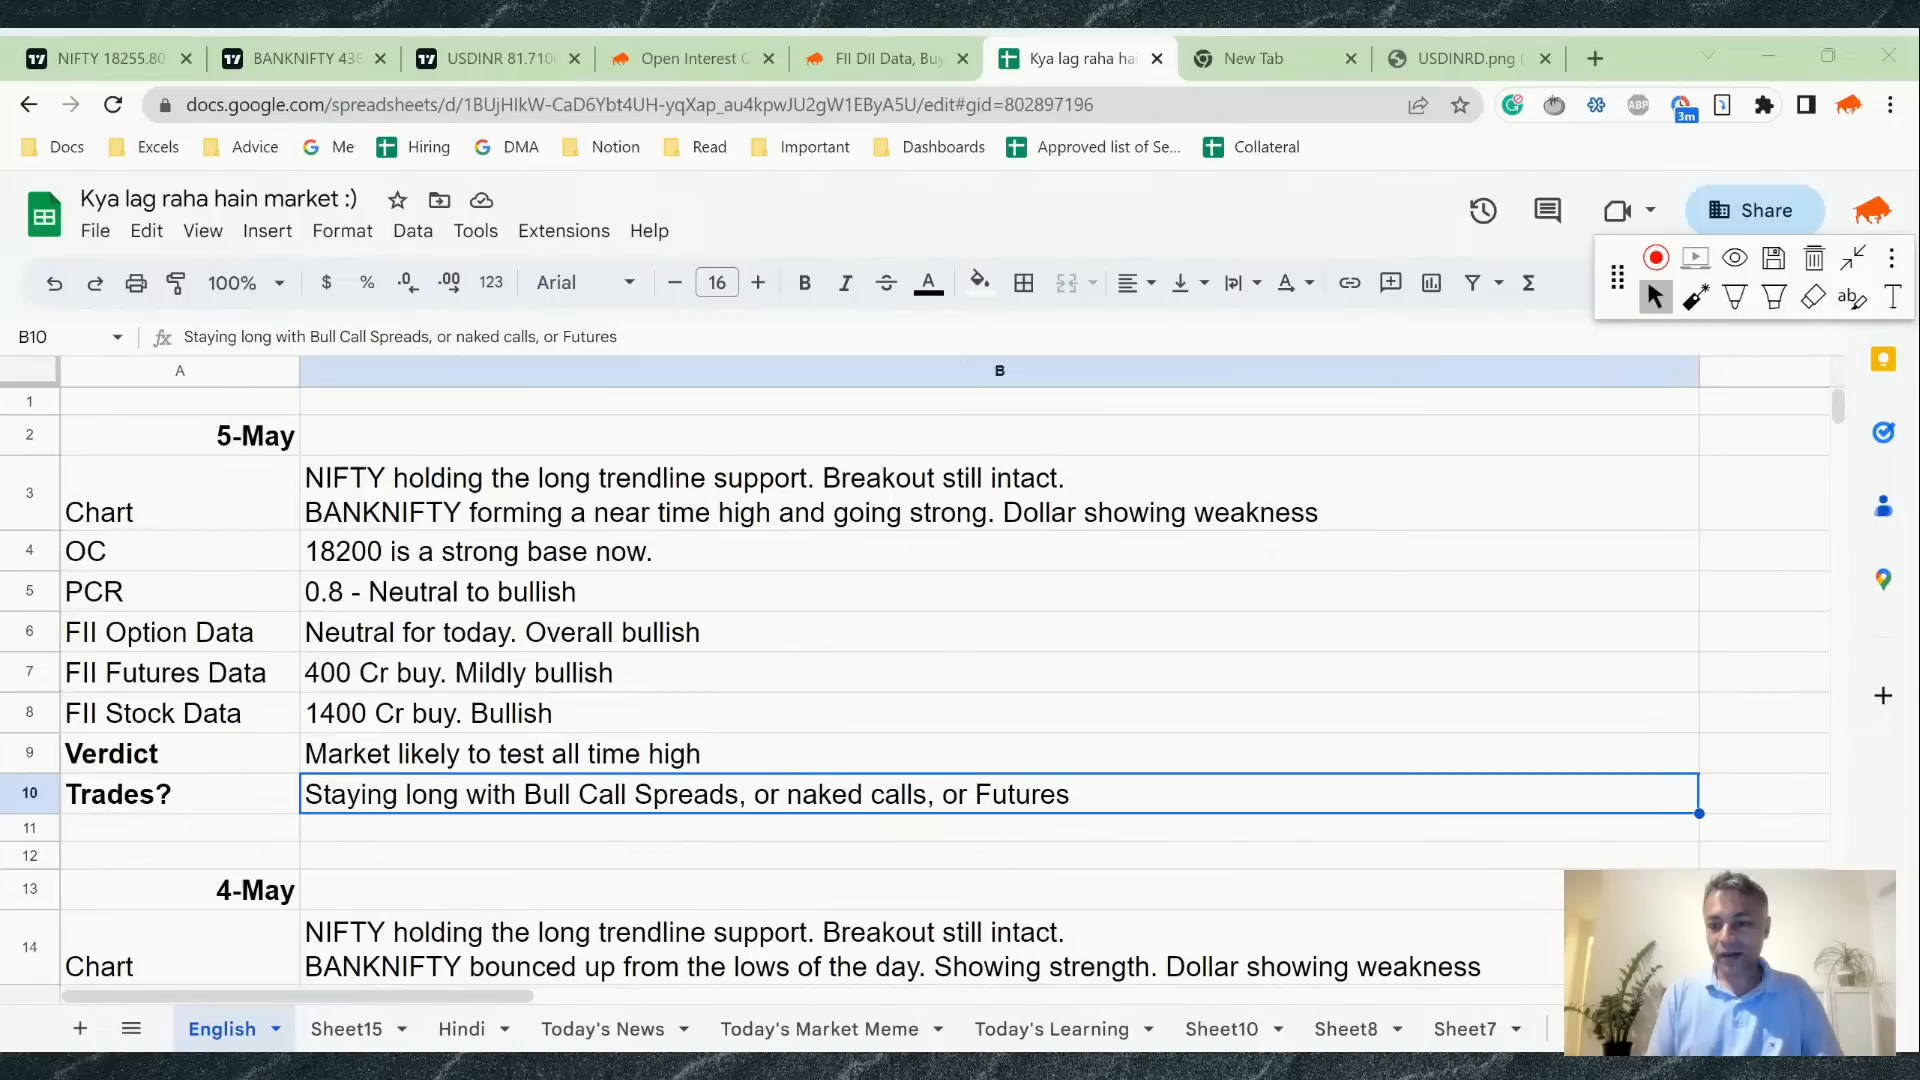 NIFTY 18255.80
BANKNIFTY 436
USDINR 81.710
Open Interest C
FII DII Data, Buy
Kya lag raha hai
New Tab
USDINRD.png (
docs.google.com/spreadsheets/d/1BUjHIkW-CaD6Ybt4UH-yqXap_au4kpwJU2gW1EByA5U/edit#gid=802897196
ABP
3m
Docs
Excels
Advice
Me
Hiring
DMA
Notion
Read
Important
Dashboards
Approved list of Se...
Collateral
Kya lag raha hain market :)
File Edit View Insert Format Data Tools Extensions Help
Share
100% $ % .0 .00 123 Arial 16 B I A
B10 fx Staying long with Bull Call Spreads, or naked calls, or Futures
A B
1
2 5-May
NIFTY holding the long trendline support. Breakout still intact.
3 Chart BANKNIFTY forming a near time high and going strong. Dollar showing weakness
4 OC 18200 is a strong base now.
5 PCR 0.8 - Neutral to bullish
6 FII Option Data Neutral for today. Overall bullish
7 FII Futures Data 400 Cr buy. Mildly bullish
8 FII Stock Data 1400 Cr buy. Bullish
9 Verdict Market likely to test all time high
10 Trades? Staying long with Bull Call Spreads, or naked calls, or Futures
11
12
13 4-May
NIFTY holding the long trendline support. Breakout still intact.
14 Chart BANKNIFTY bounced up from the lows of the day. Showing strength. Dollar showing weakness
English Sheet15 Hindi Today's News Today's Market Meme Today's Learning Sheet10 Sheet8 Sheet7